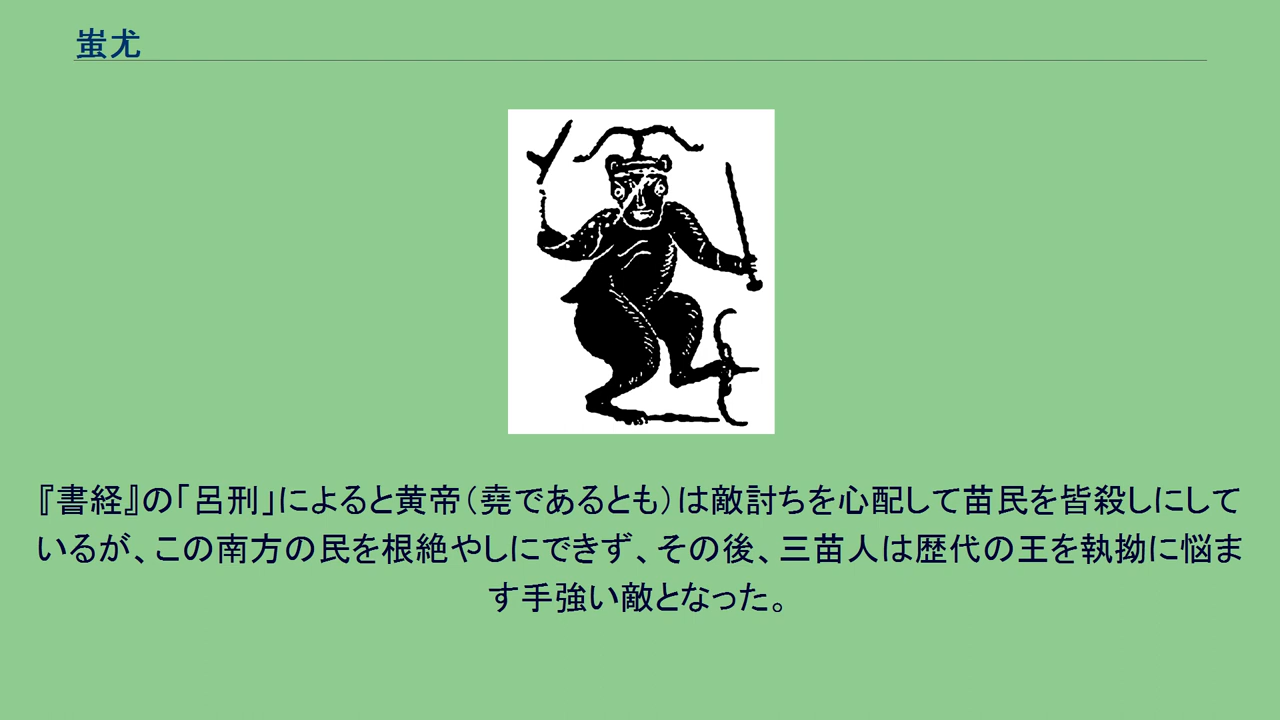 蚩尤
『書経』の「呂刑」によると黄帝（堯であるとも）は敵討ちを心配して苗民を皆殺しにして
いるが、この南方の民を根絶やしにできず、その後、三苗人は歴代の王を執拗に悩ま
す手強い敵となった。